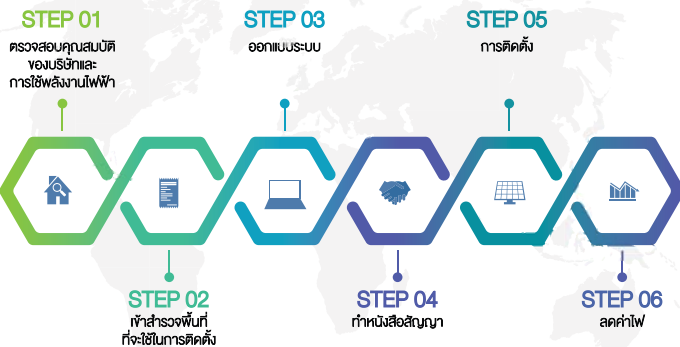 STEP 01
ตรวจสอบคุณสมบัติ
ของบริษัทและ
การใช้พลังงานไฟฟ้า
STEP 02
เข้าสำรวจพื้นที่
ที่จะใช้ในการติดตั้ง
STEP 03
ออกแบบระบบ
STEP 04
ทำหนังสือสัญญา
STEP 05
การติดตั้ง
STEP 06
ลดค่าไฟ